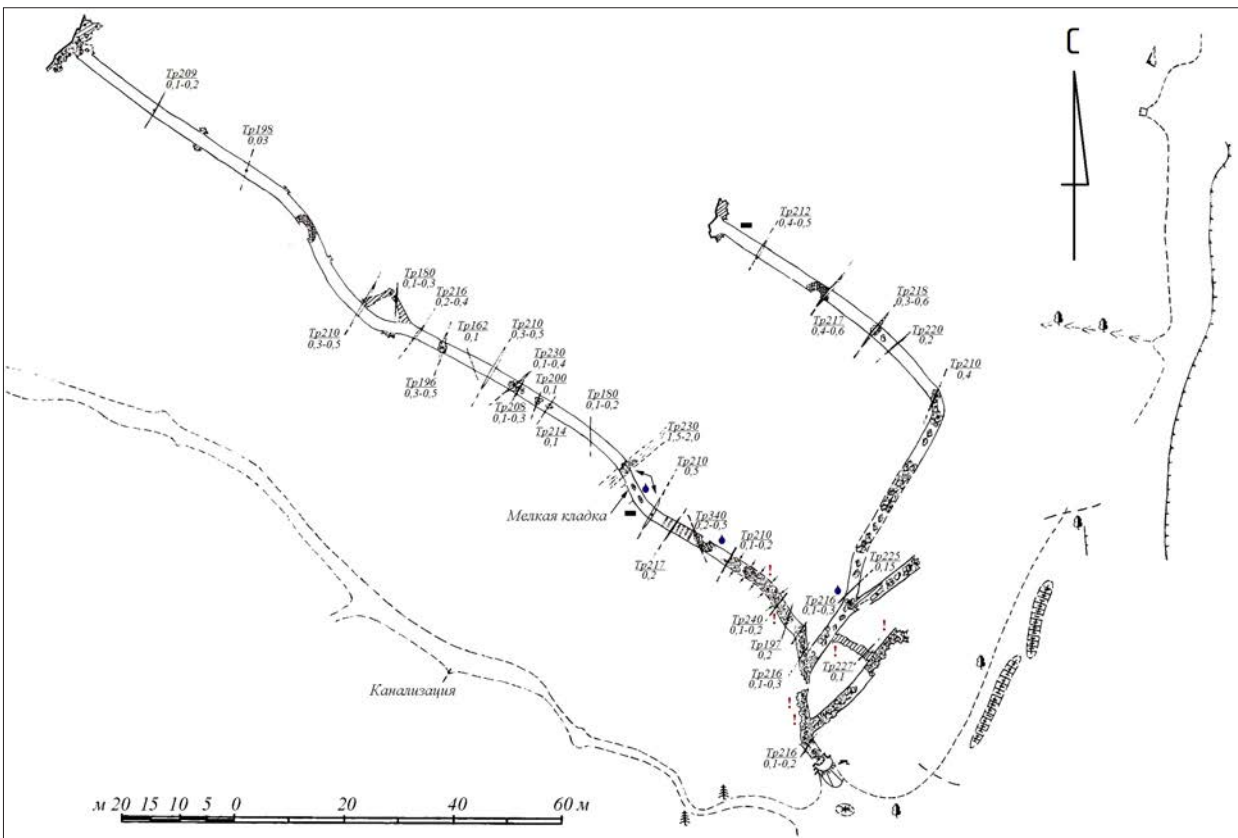 С
Тр209
0,1-0,2
Тр198
0,03
Тр212
0,4-0,5
Тр180
0,1-0,3
Тр216
0,2-0,4
Тр218
0,3-0,6
Тр217
0,4-0,6
Тр220
0,2
Тр210
0,3-0,5
Тр162
0,1
Тр210
0,3-0,5
Тр230
0,1-0,4
Тр196
0,3-0,5
Тр200
0,1
Тр208
0,1-0,3
Тр180
0,1-0,2
Тр210
0,4
Тр214
0,1
Тр230
1,5-2,0
Тр210
0,5
Мелкая кладка
Тр340
0,2-0,5
Тр210
0,1-0,2
Тр217
0,2
!
Тр225
0,15
Тр216
0,1-0,3
!
Тр240
0,1-0,2
!
Тр197
0,2
!
Тр227
0,1
Тр216
0,1-0,3
Канализация
!
!
Тр216
0,1-0,2
м 20 15 10 5 0 20 40 60 м